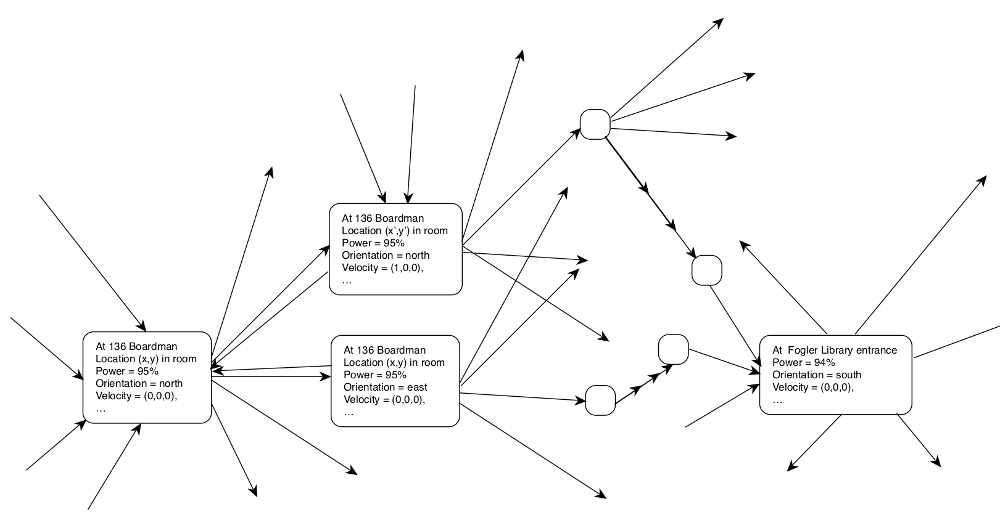 At 136 Boardman
Location (x’,y’) in room
Power = 95%
Orientation = north
Velocity = (1,0,0),
…
At 136 Boardman
Location (x,y) in room
Power = 95%
Orientation = north
Velocity = (0,0,0),
…
At 136 Boardman
Location (x,y) in room
Power = 95%
Orientation = east
Velocity = (0,0,0),
…
At  Fogler Library entrance
Power = 94%
Orientation = south
Velocity = (0,0,0),
…